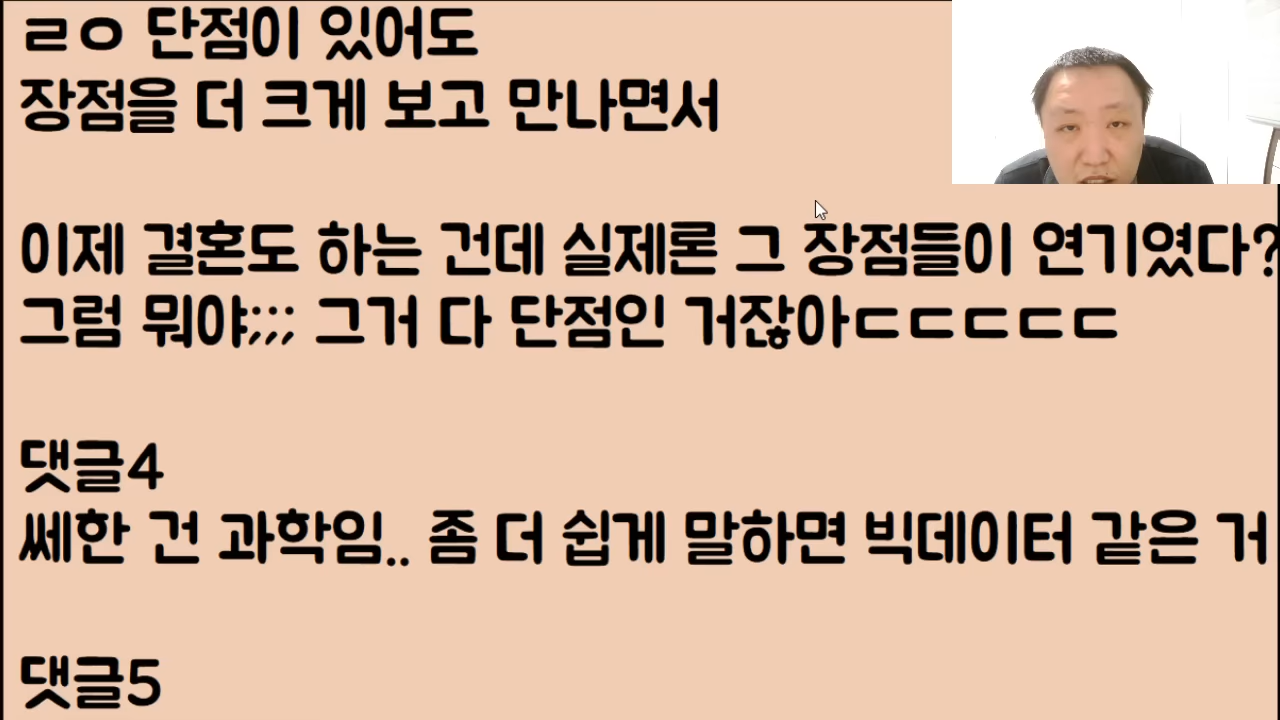 ㄹㅇ 단점이 있어도
장점을 더 크게 보고 만나면서
이제 결혼도 하는 건데 실제론 그 장점들이 연기였다?
그럼 뭐야;;; 그거 다 단점인 거잖아ㄷㄷㄷㄷㄷ
댓글4
쎄한 건 과학임.. 좀 더 쉽게 말하면 빅데이터 같은 거
댓글5